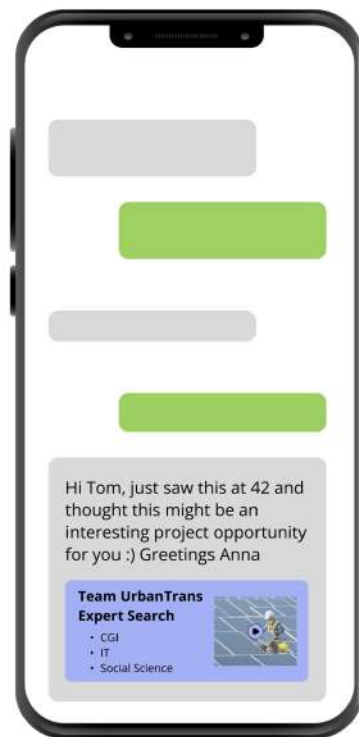 Hi Tom, just saw this at 42 and
thought this might be an
interesting project opportunity
for you :) Greetings Anna
Team UrbanTrans
Expert Search
• CGI
• IT
• Social Science